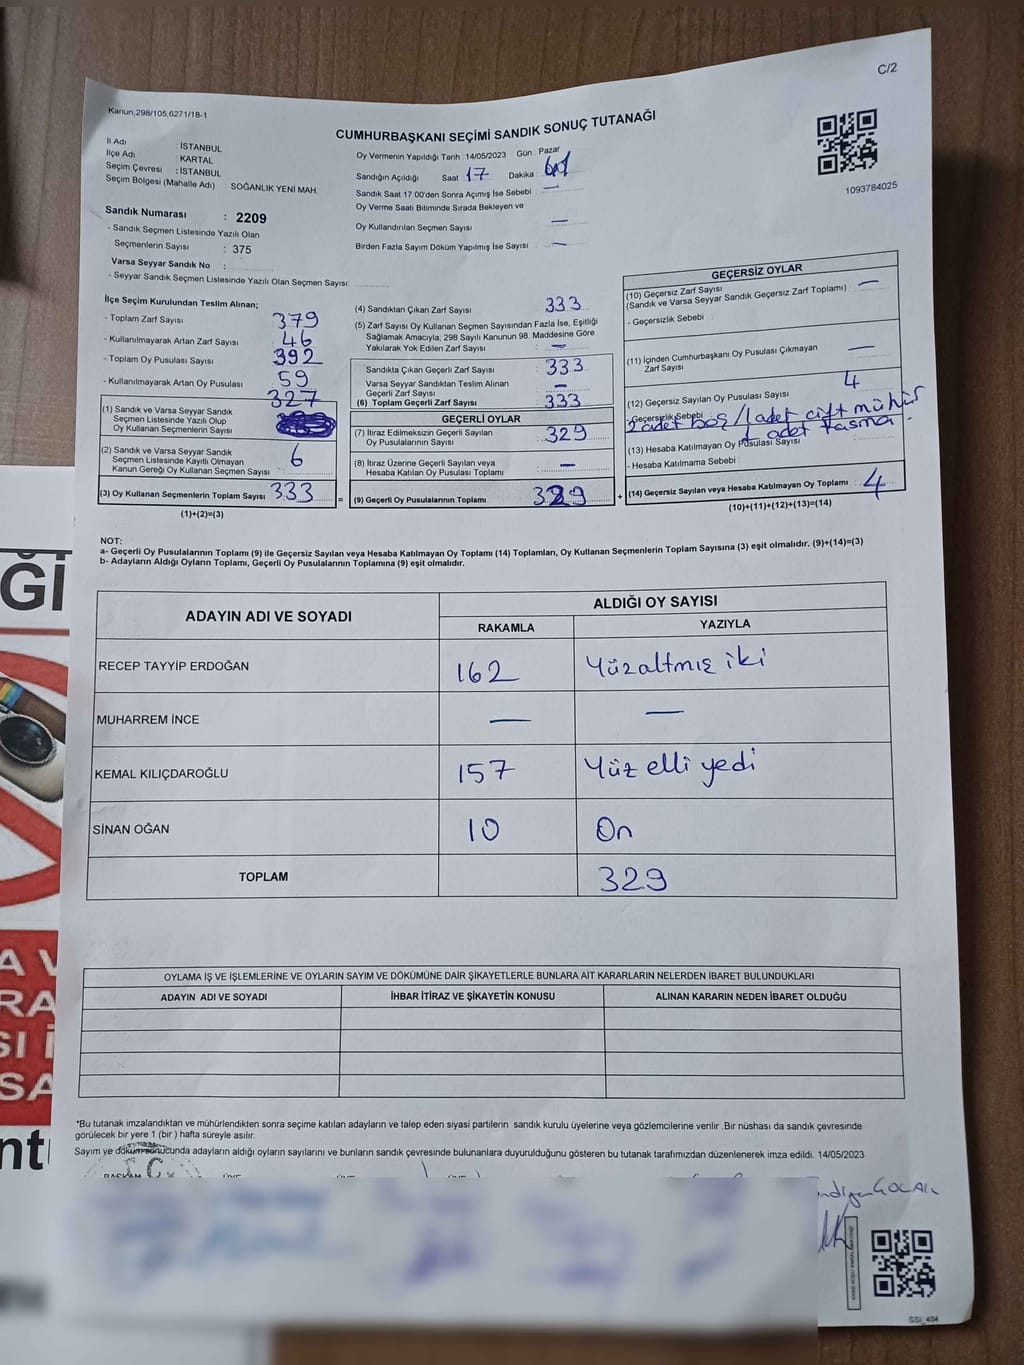 C/2
Kanun,298/105,6271/18-1
CUMHURBAŞKANI SEÇİMİ SANDIK SONUÇ TUTANAĞI
İl Adı : İSTANBUL
İlçe Adı : KARTAL
Seçim Çevresi : İSTANBUL
Seçim Bölgesi (Mahalle Adı) SOĞANLIK YENİ MAH.
Oy Vermenin Yapıldığı Tarih :14/05/2023 Gün : Pazar
Sandığın Açıldığı Saat 17 Dakika
Sandık Saat 17.00'den Sonra Açımış İse Sebebi : —
Oy Verme Saati Bitiminde Sırada Bekleyen ve
Oy Kullandırılan Seçmen Sayısı : —
Birden Fazla Sayım Döküm Yapılmış İse Sayısı : —
1093784025
Sandık Numarası : 2209
- Sandık Seçmen Listesinde Yazılı Olan
Seçmenlerin Sayısı : 375
Varsa Seyyar Sandık No :
- Seyyar Sandık Seçmen Listesinde Yazılı Olan Seçmen Sayısı :
İlçe Seçim Kurulundan Teslim Alınan;
- Toplam Zarf Sayısı 379
- Kullanılmayarak Artan Zarf Sayısı 46
- Toplam Oy Pusulası Sayısı 392
- Kullanılmayarak Artan Oy Pusulası 59
327
(1) Sandık ve Varsa Seyyar Sandık
Seçmen Listesinde Yazılı Olup
Oy Kullanan Seçmenlerin Sayısı
(2) Sandık ve Varsa Seyyar Sandık
Seçmen Listesinde Kayıtlı Olmayan
Kanun Gereği Oy Kullanan Seçmen Sayısı 6
(3) Oy Kullanan Seçmenlerin Toplam Sayısı 333
(1)+(2)=(3)
(4) Sandıktan Çıkan Zarf Sayısı 333
(5) Zarf Sayısı Oy Kullanan Seçmen Sayısından Fazla İse, Eşitliği
Sağlamak Amacıyla; 298 Sayılı Kanunun 98. Maddesine Göre
Yakılarak Yok Edilen Zarf Sayısı : —
Sandıkta Çıkan Geçerli Zarf Sayısı : 333
Varsa Seyyar Sandıktan Teslim Alınan
Geçerli Zarf Sayısı : —
(6) Toplam Geçerli Zarf Sayısı : 333
GEÇERLİ OYLAR
(7) İtiraz Edilmeksizin Geçerli Sayılan
Oy Pusulalarının Sayısı : 329
(8) İtiraz Üzerine Geçerli Sayılan veya
Hesaba Katılan Oy Pusulası Toplamı : —
= (9) Geçerli Oy Pusulalarının Toplamı 329
GEÇERSİZ OYLAR
(10) Geçersiz Zarf Sayısı
(Sandık ve Varsa Seyyar Sandık Geçersiz Zarf Toplamı) : —
- Geçersizlik Sebebi :
(11) İçinden Cumhurbaşkanı Oy Pusulası Çıkmayan
Zarf Sayısı : —
(12) Geçersiz Sayılan Oy Pusulası Sayısı 4
- Geçersizlik Sebebi : 2 adet boş / 1 adet çift mühür
1 adet taşma
(13) Hesaba Katılmayan Oy Pusulası Sayısı :
- Hesaba Katılmama Sebebi :
+ (14) Geçersiz Sayılan veya Hesaba Katılmayan Oy Toplamı 4
(10)+(11)+(12)+(13)=(14)
NOT:
a- Geçerli Oy Pusulalarının Toplamı (9) ile Geçersiz Sayılan veya Hesaba Katılmayan Oy Toplamı (14) Toplamları, Oy Kullanan Seçmenlerin Toplam Sayısına (3) eşit olmalıdır. (9)+(14)=(3)
b- Adayların Aldığı Oyların Toplamı, Geçerli Oy Pusulalarının Toplamına (9) eşit olmalıdır.
ADAYIN ADI VE SOYADI ALDIĞI OY SAYISI
RAKAMLA YAZIYLA
RECEP TAYYİP ERDOĞAN 162 Yüzaltmış iki
MUHARREM İNCE — —
KEMAL KILIÇDAROĞLU 157 Yüz elli yedi
SİNAN OĞAN 10 On
TOPLAM 329
OYLAMA İŞ VE İŞLEMLERİNE VE OYLARIN SAYIM VE DÖKÜMÜNE DAİR ŞİKAYETLERLE BUNLARA AİT KARARLARIN NELERDEN İBARET BULUNDUKLARI
ADAYIN ADI VE SOYADI İHBAR İTİRAZ VE ŞİKAYETİN KONUSU ALINAN KARARIN NEDEN İBARET OLDUĞU
*Bu tutanak imzalandıktan ve mühürlendikten sonra seçime katılan adayların ve talep eden siyasi partilerin sandık kurulu üyelerine veya gözlemcilerine verilir .Bir nüshası da sandık çevresinde
görülecek bir yere 1 (bir ) hafta süreyle asılır.
Sayım ve döküm sonucunda adayların aldığı oyların sayılarını ve bunların sandık çevresinde bulunanlara duyurulduğunu gösteren bu tutanak tarafımızdan düzenlenerek imza edildi. 14/05/2023
T.C.
BAŞKAN
SSI_404
Ğİ
A V
RA
SI İ
SA
nt